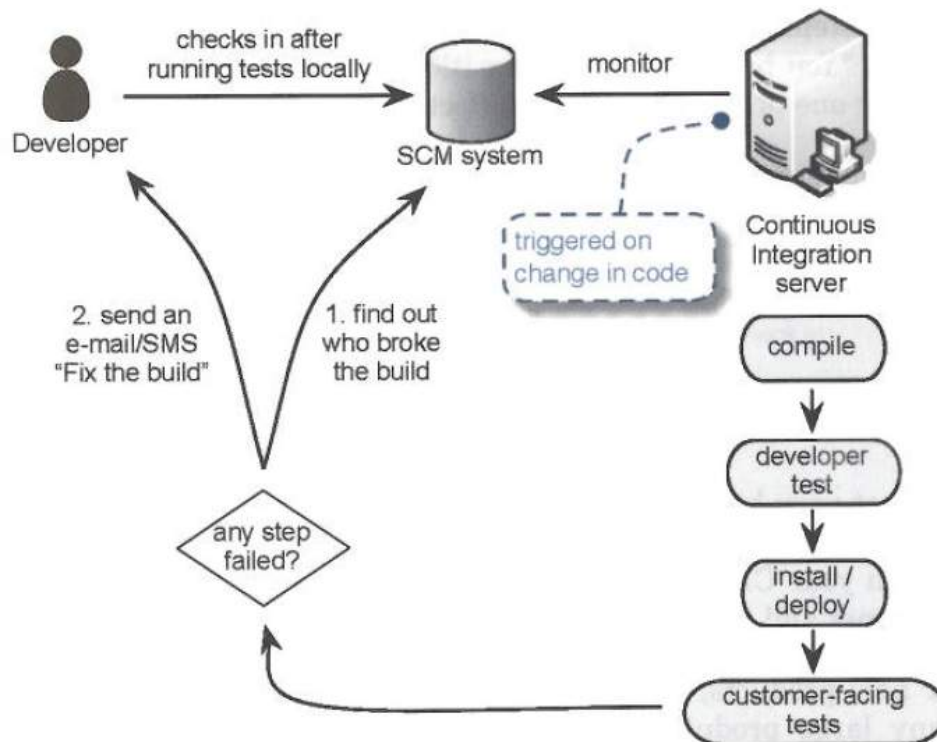 checks in after
running tests locally
monitor
Developer
SCM system
triggered on
change in code
Continuous
Integration
server
2. send an
e-mail/SMS
“Fix the build”
1. find out
who broke
the build
compile
developer
test
any step
failed?
install /
deploy
customer-facing
tests